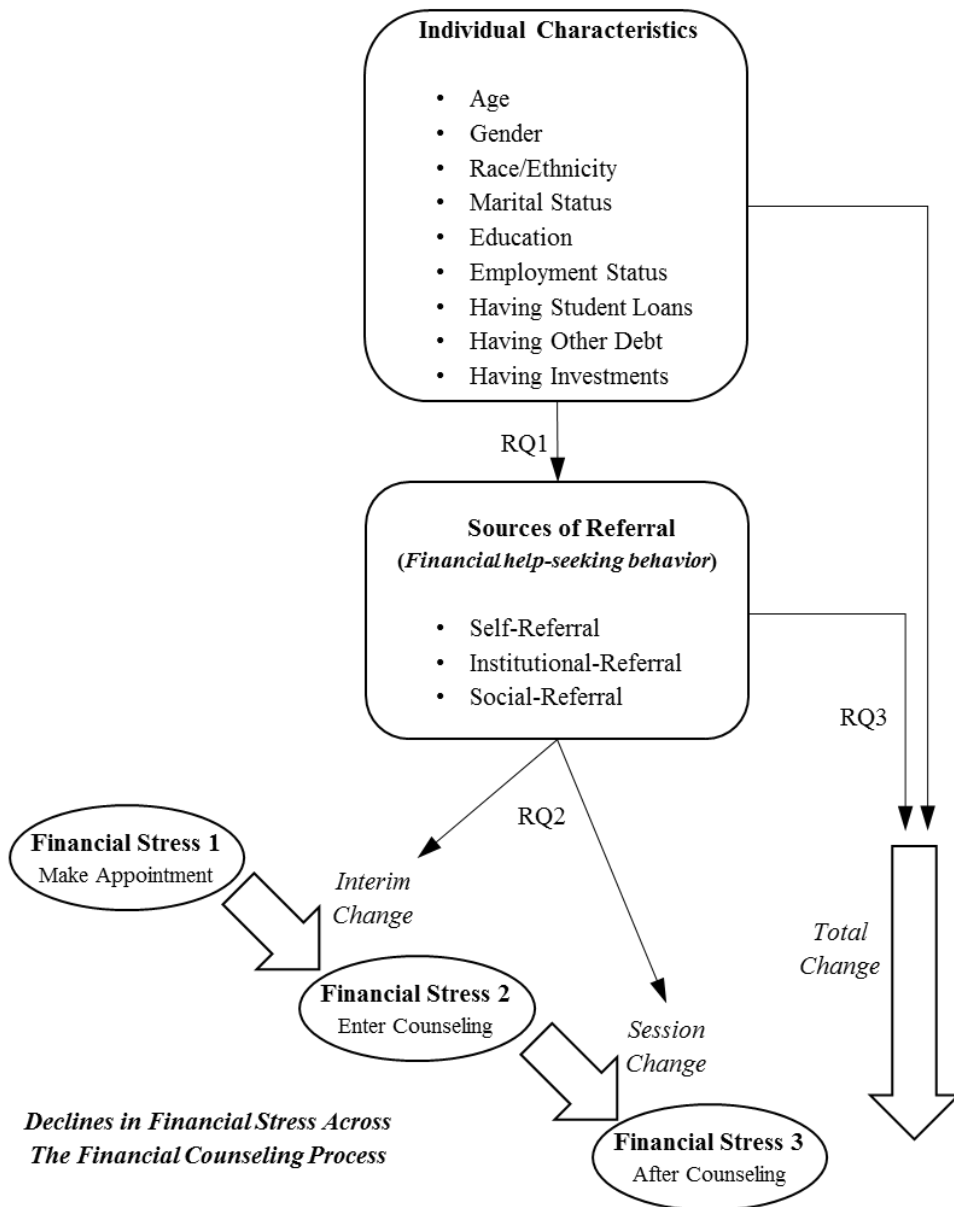 Individual Characteristics
• Age
• Gender
• Race/Ethnicity
• Marital Status
• Education
• Employment Status
• Having Student Loans
• Having Other Debt
• Having Investments
RQ1
Sources of Referral
(Financial help-seeking behavior)
• Self-Referral
• Institutional-Referral
• Social-Referral
RQ3
RQ2
Financial Stress 1
Make Appointment
Interim
Change
Total
Change
Financial Stress 2
Enter Counseling
Session
Change
Declines in Financial Stress Across
The Financial Counseling Process
Financial Stress 3
After Counseling